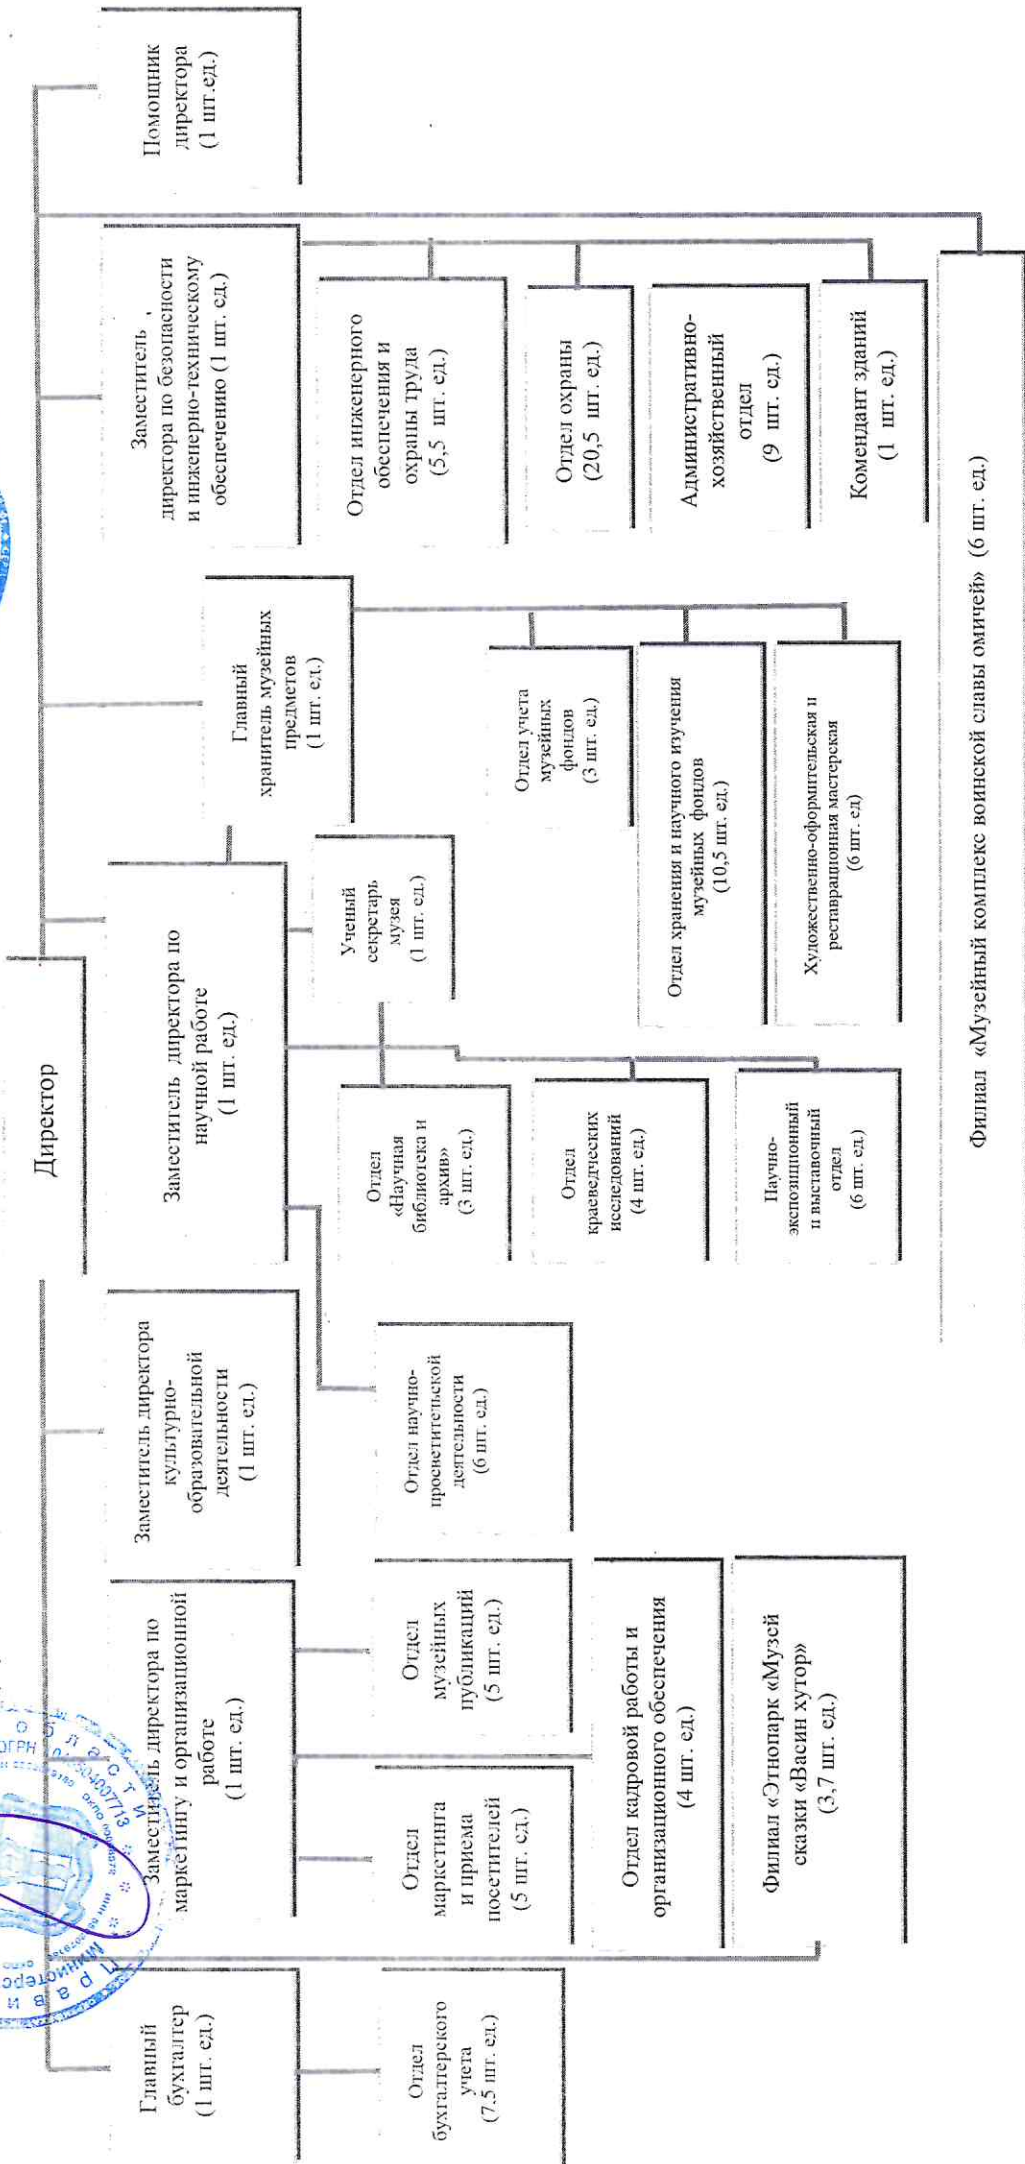 Директор
Главный
бухгалтер
(1 шт. ед.)
Заместитель директора по
маркетингу и организационной
работе
(1 шт. ед.)
Заместитель директора
культурно-
образовательной
деятельности
(1 шт. ед.)
Заместитель директора по
научной работе
(1 шт. ед.)
Главный
хранитель музейных
предметов
(1 шт. ед.)
Заместитель
директора по безопасности
и инженерно-техническому
обеспечению (1 шт. ед.)
Помощник
директора
(1 шт.ед.)
Ученый
секретарь
музея
(1 шт. ед.)
Отдел
бухгалтерского
учета
(7.5 шт. ед.)
Отдел
маркетинга
и приема
посетителей
(5 шт. ед.)
Отдел
музейных
публикаций
(5 шт. ед.)
Отдел научно-
просветительской
деятельности
(6 шт. ед.)
Отдел
«Научная
библиотека и
архив»
(3 шт. ед.)
Отдел учета
музейных
фондов
(3 шт. ед.)
Отдел инженерного
обеспечения и
охраны труда
(5,5 шт. ед.)
Отдел кадровой работы и
организационного обеспечения
(4 шт. ед.)
Отдел
краеведческих
исследований
(4 шт. ед.)
Отдел хранения и научного изучения
музейных фондов
(10,5 шт. ед.)
Отдел охраны
(20,5 шт. ед.)
Филиал «Этнопарк «Музей
сказки «Васин хутор»
(3,7 шт. ед.)
Научно-
экспозиционный
и выставочный
отдел
(6 шт. ед.)
Художественно-оформительская и
реставрационная мастерская
(6 шт. ед)
Административно-
хозяйственный
отдел
(9 шт. ед.)
Комендант зданий
(1 шт. ед.)
Филиал «Музейный комплекс воинской славы омичей» (6 шт. ед.)
области
ОГРН